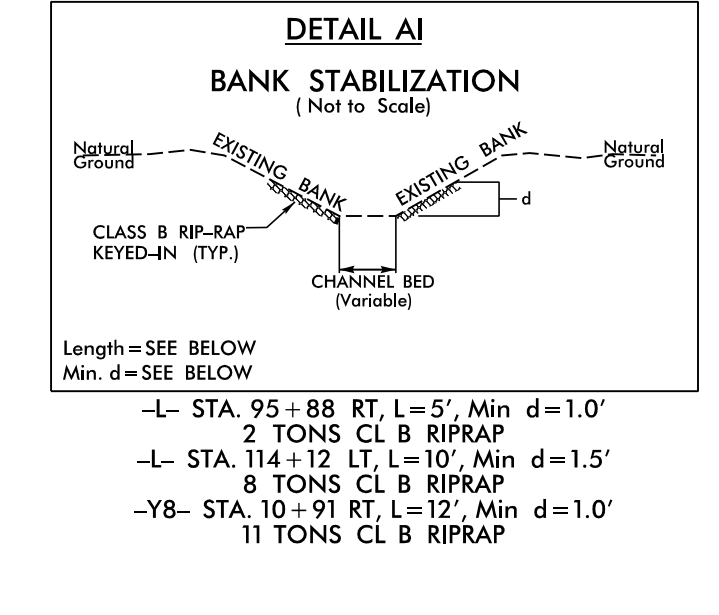 DETAIL A1
BANK STABILIZATION
( Not to Scale)
Natural
Ground
EXISTING BANK
EXISTING BANK
Natural
Ground
d
CLASS B RIP–RAP
KEYED–IN (TYP.)
CHANNEL BED
(Variable)
Length = SEE BELOW
Min. d = SEE BELOW
–L– STA. 95+88 RT, L=5', Min d=1.0'
2 TONS CL B RIPRAP
–L– STA. 114+12 LT, L=10', Min d=1.5'
8 TONS CL B RIPRAP
–Y8– STA. 10+91 RT, L=12', Min d=1.0'
11 TONS CL B RIPRAP